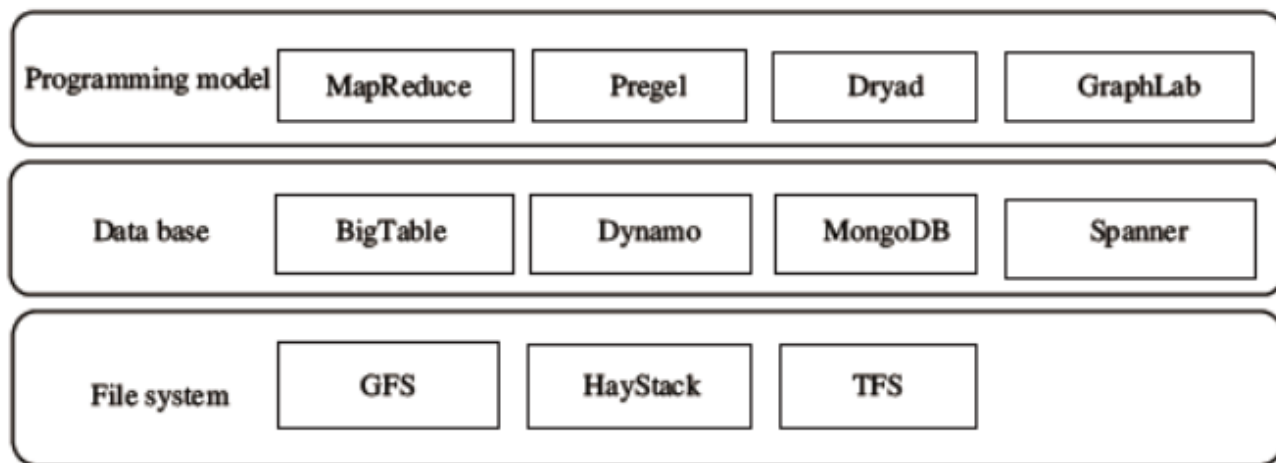 Programming model MapReduce Pregel Dryad GraphLab
Data base BigTable Dynamo MongoDB Spanner
File system GFS HayStack TFS